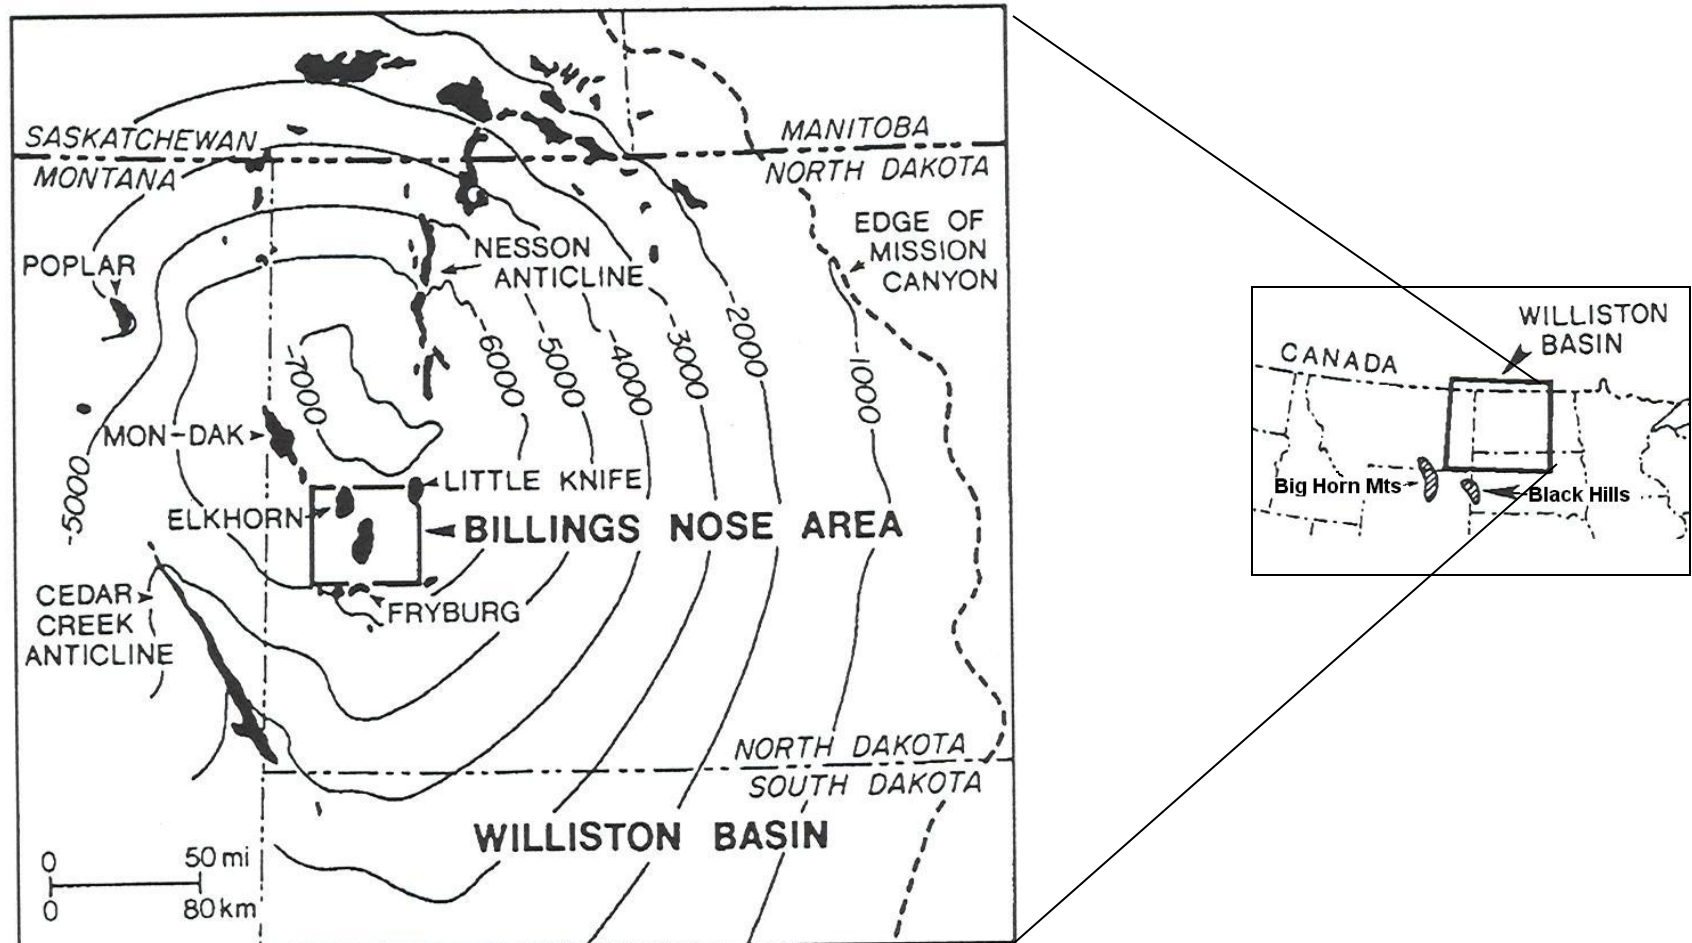 SASKATCHEWAN
MANITOBA
MONTANA
NORTH DAKOTA
POPLAR
NESSON
ANTICLINE
EDGE OF
MISSION
CANYON
-7000
-6000
-5000
-4000
-3000
-2000
-1000
MON-DAK
-5000
LITTLE KNIFE
ELKHORN
BILLINGS NOSE AREA
CEDAR
CREEK
ANTICLINE
FRYBURG
NORTH DAKOTA
SOUTH DAKOTA
WILLISTON BASIN
0 50 mi
0 80 km
WILLISTON
BASIN
CANADA
Big Horn Mts
Black Hills